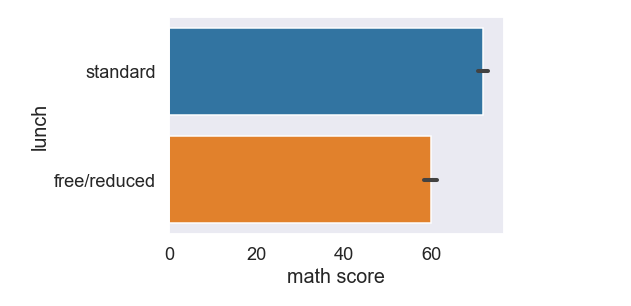 standard
free/reduced
lunch
0 20 40 60
math score